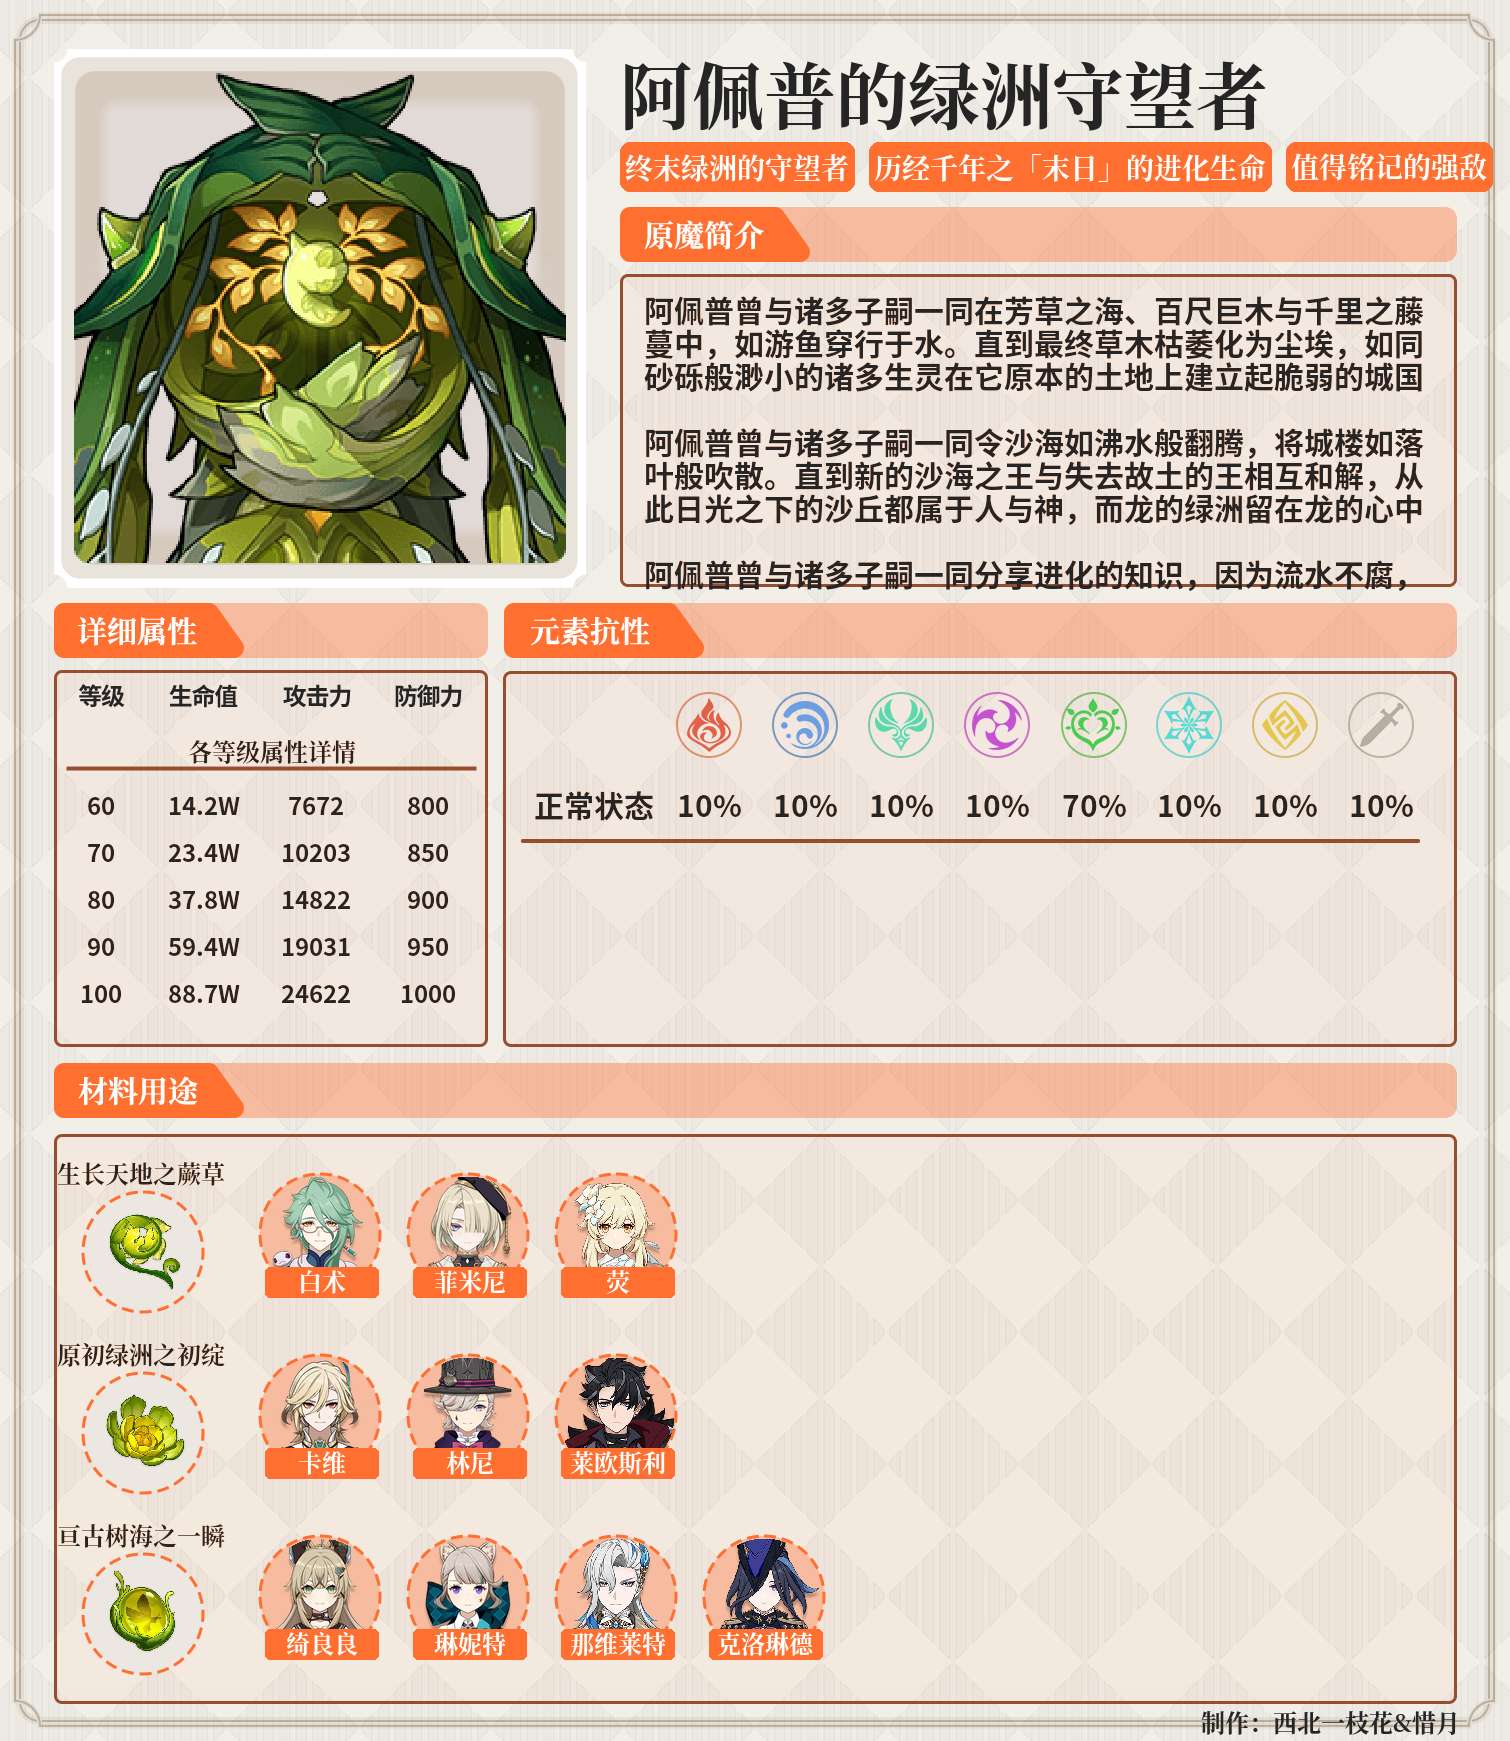 阿佩普的绿洲守望者
终末绿洲的守望者 历经千年之「末日」的进化生命 值得铭记的强敌
原魔简介
阿佩普曾与诸多子嗣一同在芳草之海、百尺巨木与千里之藤
蔓中，如游鱼穿行于水。直到最终草木枯萎化为尘埃，如同
砂砾般渺小的诸多生灵在它原本的土地上建立起脆弱的城国
阿佩普曾与诸多子嗣一同令沙海如沸水般翻腾，将城楼如落
叶般吹散。直到新的沙海之王与失去故土的王相互和解，从
此日光之下的沙丘都属于人与神，而龙的绿洲留在龙的心中
阿佩普曾与诸多子嗣一同分享进化的知识，因为流水不腐，
详细属性
等级 生命值 攻击力 防御力
各等级属性详情
60 14.2W 7672 800
70 23.4W 10203 850
80 37.8W 14822 900
90 59.4W 19031 950
100 88.7W 24622 1000
元素抗性
正常状态 10% 10% 10% 10% 70% 10% 10% 10%
材料用途
生长天地之蕨草
白术 菲米尼 荧
原初绿洲之初绽
卡维 林尼 莱欧斯利
亘古树海之一瞬
绮良良 琳妮特 那维莱特 克洛琳德
制作：西北一枝花&惜月